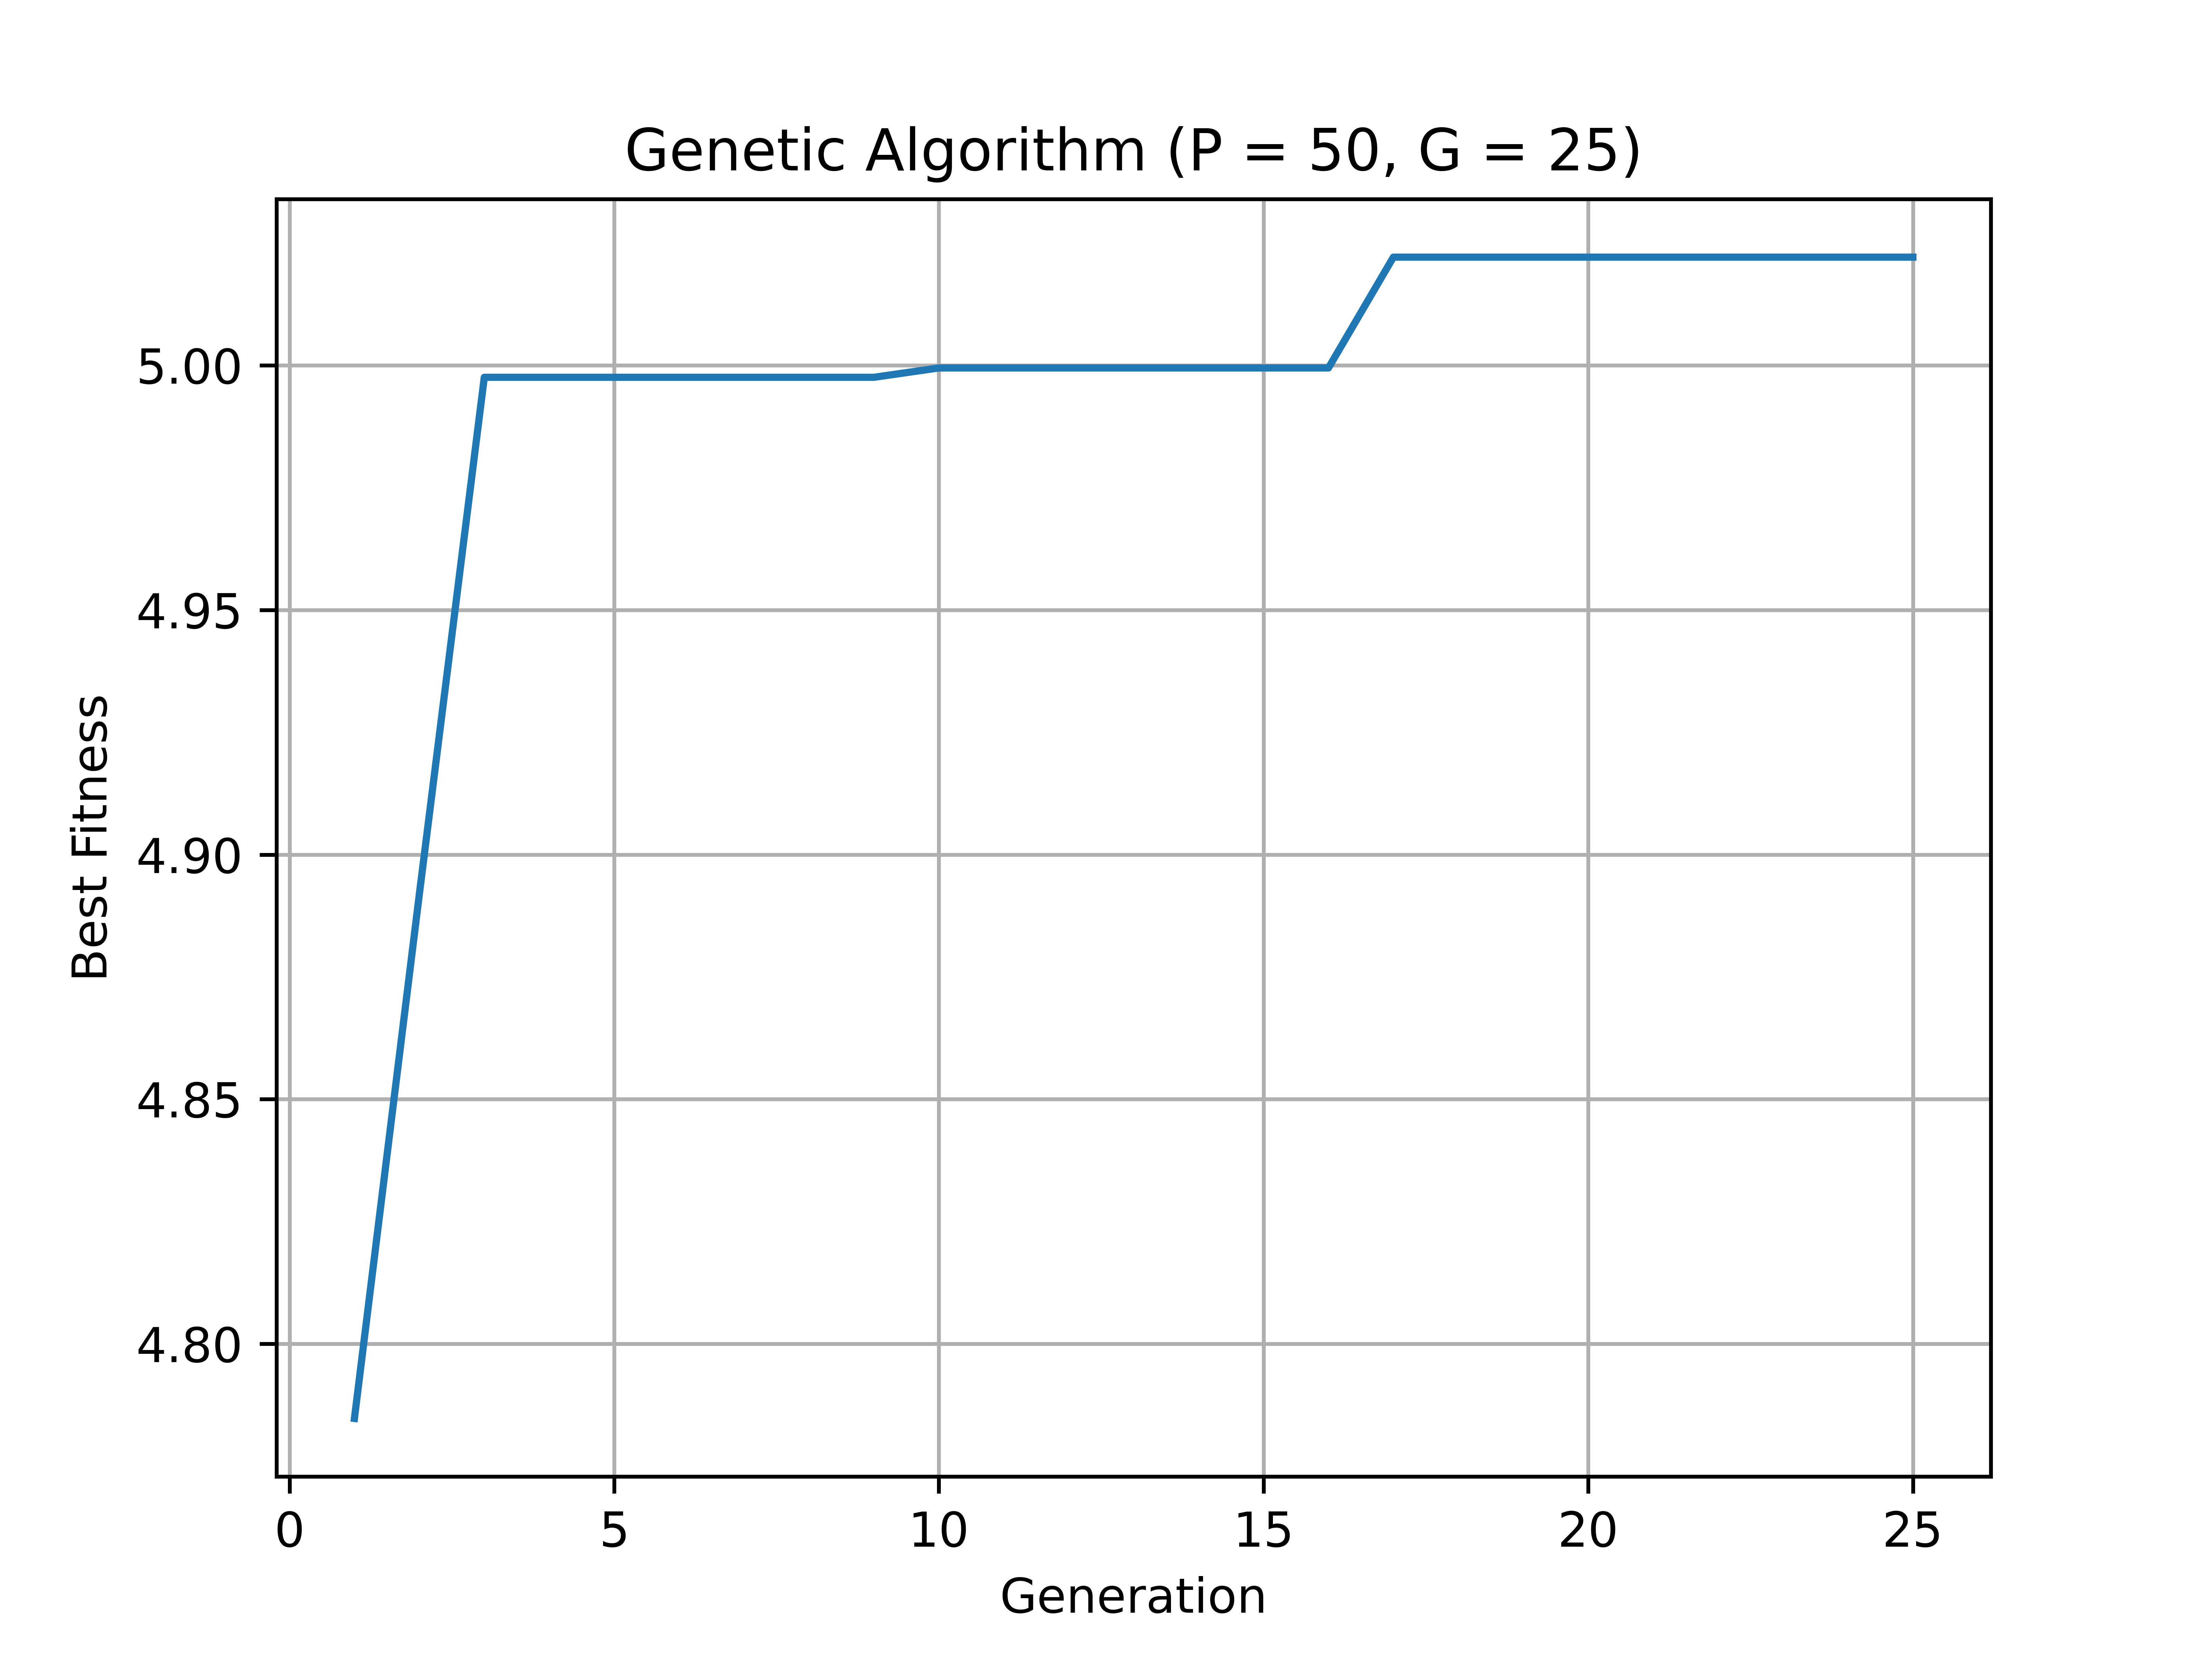 Genetic Algorithm (P = 50, G = 25)
Best Fitness
5.00
4.95
4.90
4.85
4.80
0 5 10 15 20 25
Generation